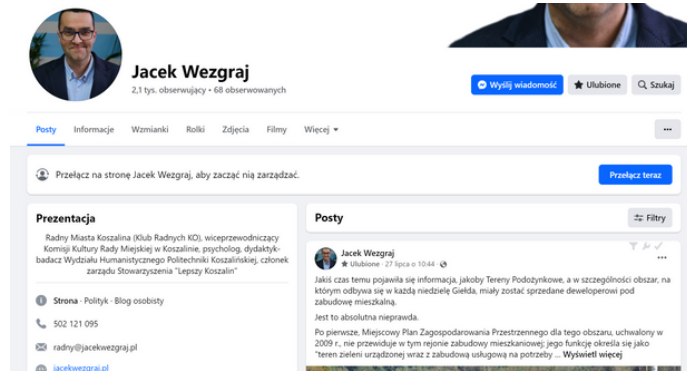 Jacek Wezgraj
2,1 tys. obserwujący • 68 obserwowanych
Wyślij wiadomość
Ulubione
Szukaj
Posty Informacje Wzmianki Rolki Zdjęcia Filmy Więcej
Przełącz na stronę Jacek Wezgraj, aby zacząć nią zarządzać.
Przełącz teraz
Prezentacja
Radny Miasta Koszalina (Klub Radnych KO), wiceprzewodniczący
Komisji Kultury Rady Miejskiej w Koszalinie, psycholog, dydaktyk-
badacz Wydziału Humanistycznego Politechniki Koszalińskiej, członek
zarządu Stowarzyszenia "Lepszy Koszalin"
Strona · Polityk · Blog osobisty
502 121 095
radny@jacekwezgraj.pl
jacekwezgraj.pl
Posty
Filtry
Jacek Wezgraj
Ulubione · 27 lipca o 10:44 ·
Jakiś czas temu pojawiła się informacja, jakoby Tereny Podożynkowe, a w szczególności obszar, na
którym odbywa się w każdą niedzielę Giełda, miały zostać sprzedane deweloperowi pod
zabudowę mieszkalną.
Jest to absolutna nieprawda.
Po pierwsze, Miejscowy Plan Zagospodarowania Przestrzennego dla tego obszaru, uchwalony w
2009 r., nie przewiduje w tym rejonie zabudowy mieszkaniowej; jego funkcję określa się jako
"teren zieleni urządzonej wraz z zabudową usługową na potrzeby ... Wyświetl więcej